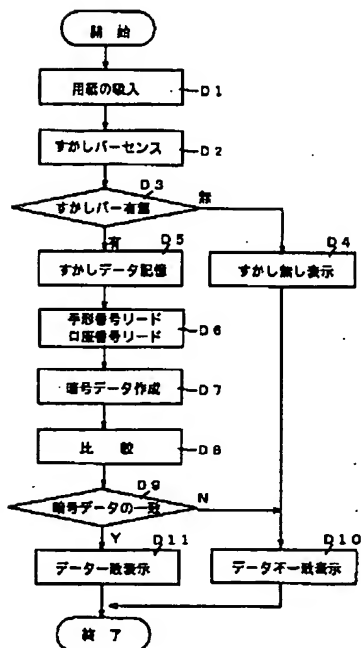 開始
用紙の吸入
D1
すかしバーセンス
D2
D3
すかしバー有無
無
有
D5
すかしデータ記憶
D4
すかし無し表示
手形番号リード
口座番号リード
D6
暗号データ作成
D7
比較
D8
D9
暗号データの一致
N
Y
D11
データ一致表示
D10
データ不一致表示
終了